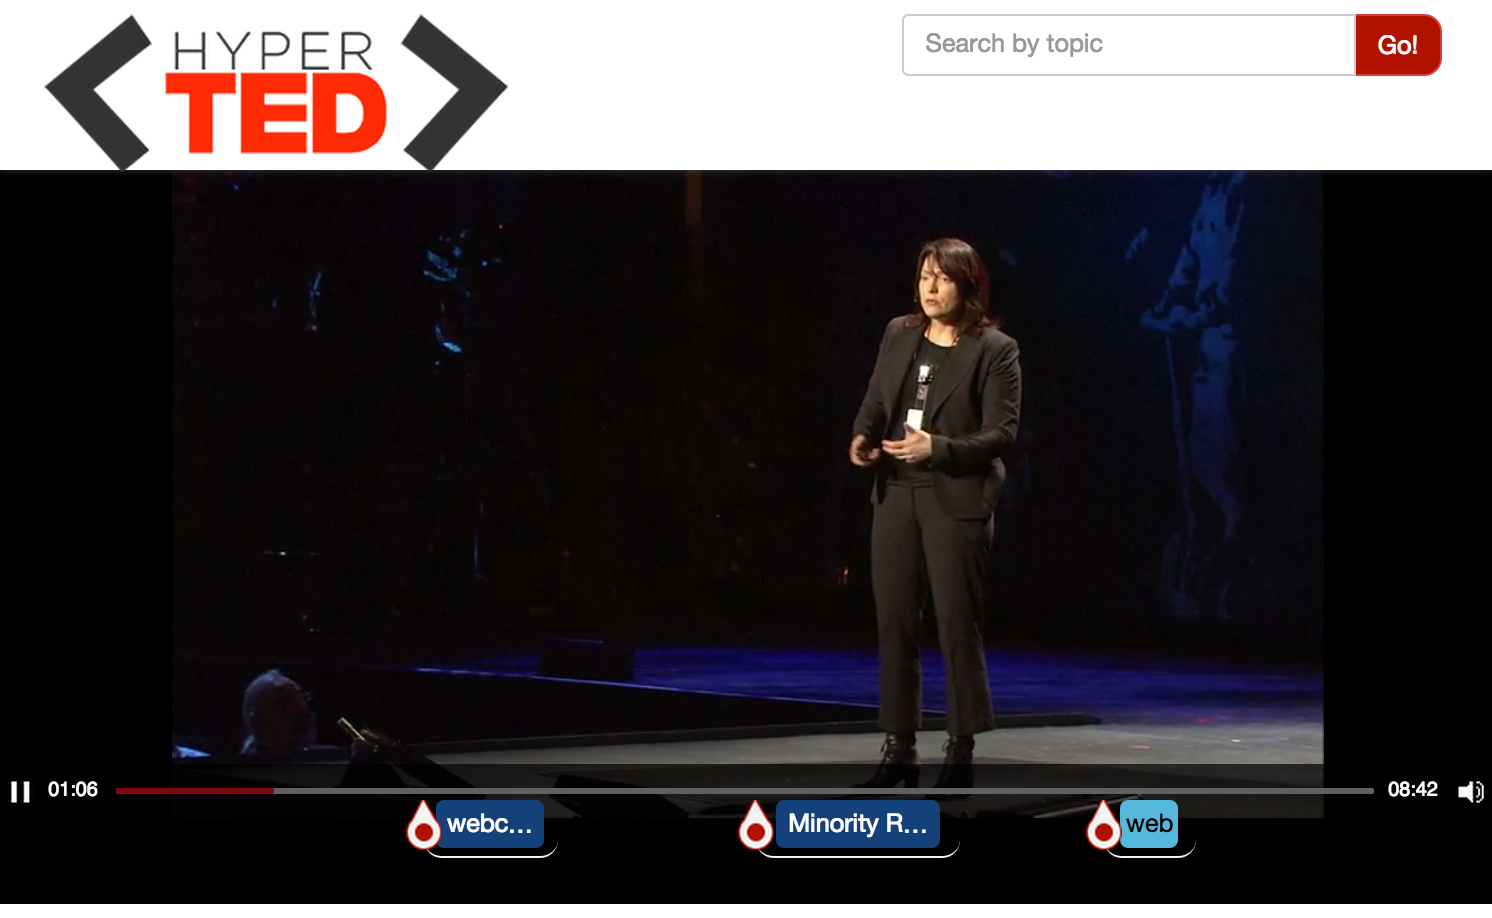 HYPER
TED
Search by topic
Go!
01:06
08:42
webc...
Minority R...
web